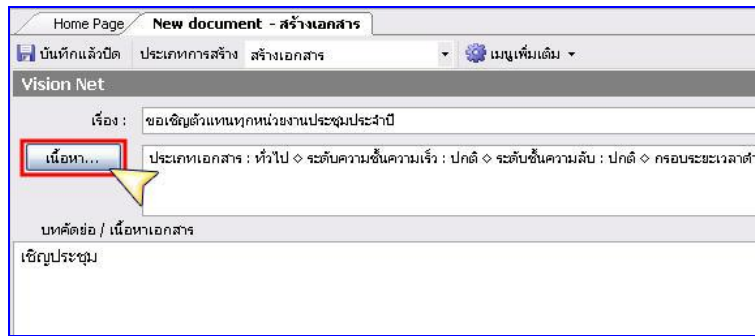 Home Page New document - สร้างเอกสาร
บันทึกแล้วปิด ประเภทการสร้าง สร้างเอกสาร เมนูเพิ่มเติม
Vision Net
เรื่อง : ขอเชิญตัวแทนทุกหน่วยงานประชุมประจำปี
เนื้อหา... ประเภทเอกสาร : ทั่วไป ◇ ระดับความชั้นความเร็ว : ปกติ ◇ ระดับชั้นความลับ : ปกติ ◇ กรอบระยะเวลาดำ
บทคัดย่อ / เนื้อหาเอกสาร
เชิญประชุม